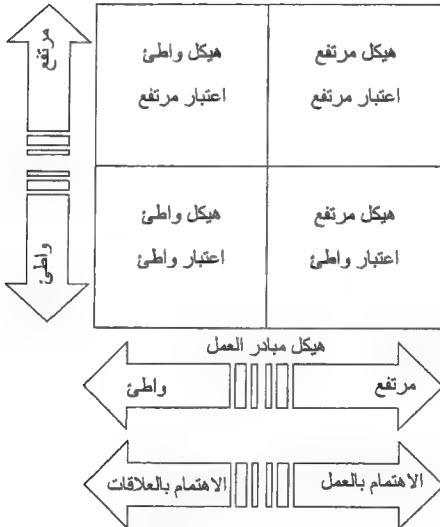 مرتفع
هيكل مرتفع
اعتبار مرتفع
هيكل واطئ
اعتبار مرتفع
واطئ
هيكل مرتفع
اعتبار واطئ
هيكل واطئ
اعتبار واطئ
هيكل مبادر العمل
مرتفع
واطئ
الاهتمام بالعمل
الاهتمام بالعلاقات